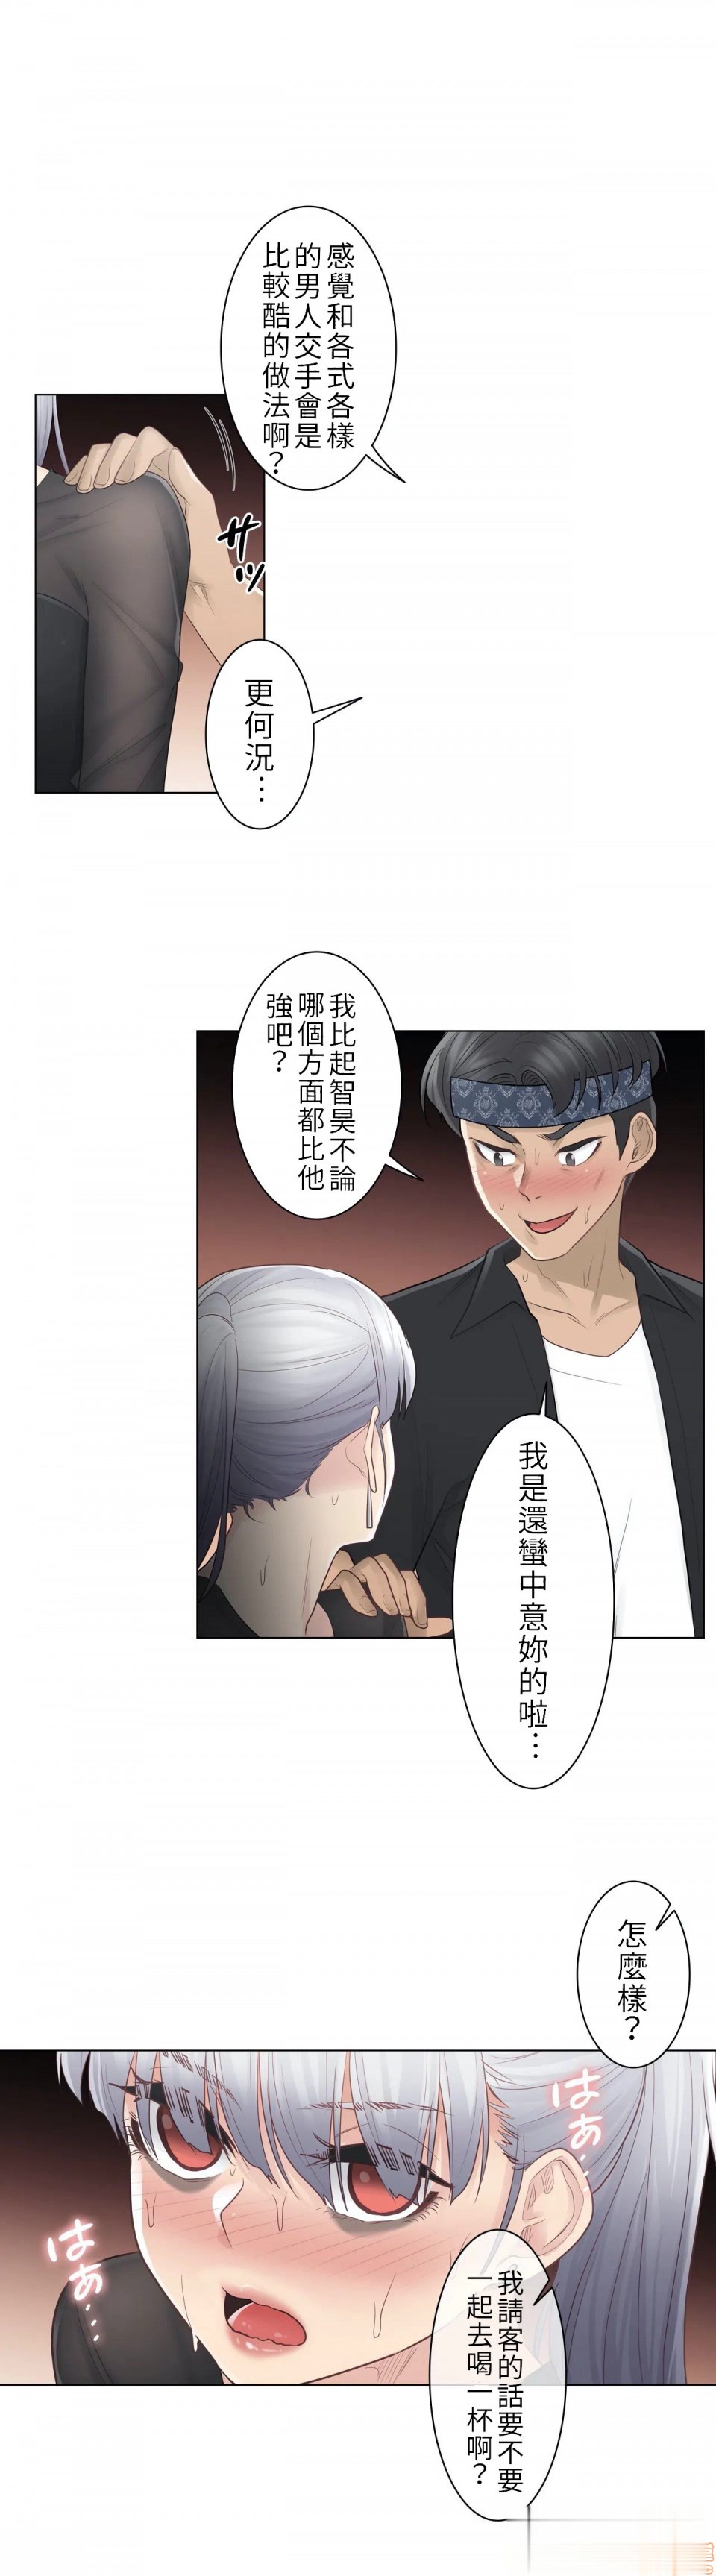 感覺和各式各樣
的男人交手會是
比較酷的做法啊？
サッ
更何況…
我比起智昊不論
哪個方面都比他
強吧？
我是還蠻中意妳的啦…
怎麼樣？
はぁ…
はぁ…
我請客的話要不要
一起去喝一杯啊？